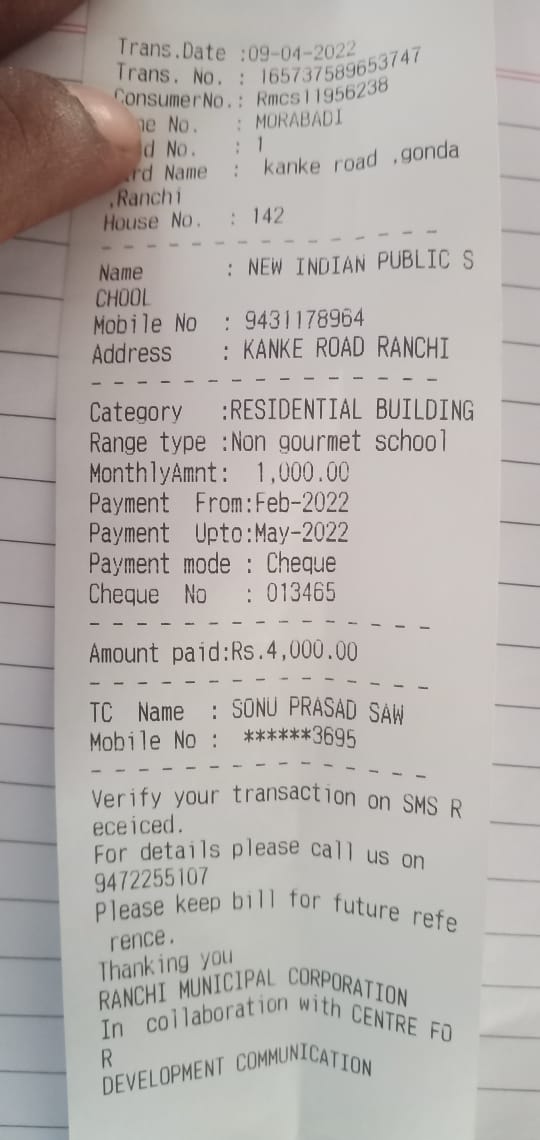 Trans.Date :09-04-2022
Trans. No. : 165737589653747
ConsumerNo.: Rmcs11956238
ne No. : MORABADI
d No. : 1
rd Name : kanke road ,gonda
,Ranchi
House No. : 142
- - - - - - - - - - - - - - -
Name : NEW INDIAN PUBLIC S
CHOOL
Mobile No : 9431178964
Address : KANKE ROAD RANCHI
- - - - - - - - - - - - - - -
Category :RESIDENTIAL BUILDING
Range type :Non gourmet school
MonthlyAmnt: 1,000.00
Payment From:Feb-2022
Payment Upto:May-2022
Payment mode : Cheque
Cheque No : 013465
- - - - - - - - - - - - - - -
Amount paid:Rs.4,000.00
- - - - - - - - - - - - - - -
TC Name : SONU PRASAD SAW
Mobile No : ******3695
- - - - - - - - - - - - - - -
Verify your transaction on SMS R
eceiced.
For details please call us on
9472255107
Please keep bill for future refe
rence.
Thanking you
RANCHI MUNICIPAL CORPORATION
In collaboration with CENTRE FO
R
DEVELOPMENT COMMUNICATION